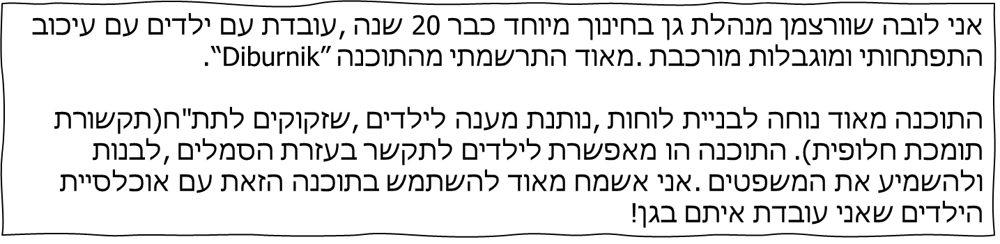 אני לובה שוורצמן מנהלת גן בחינוך מיוחד כבר 20 שנה ,עובדת עם ילדים עם עיכוב
התפתחותי ומוגבלות מורכבת .מאוד התרשמתי מהתוכנה ”Diburnik“.
התוכנה מאוד נוחה לבניית לוחות ,נותנת מענה לילדים ,שזקוקים לתת"ח(תקשורת
תומכת חלופית). התוכנה הו מאפשרת לילדים לתקשר בעזרת הסמלים ,לבנות
ולהשמיע את המשפטים .אני אשמח מאוד להשתמש בתוכנה הזאת עם אוכלסיית
הילדים שאני עובדת איתם בגן!